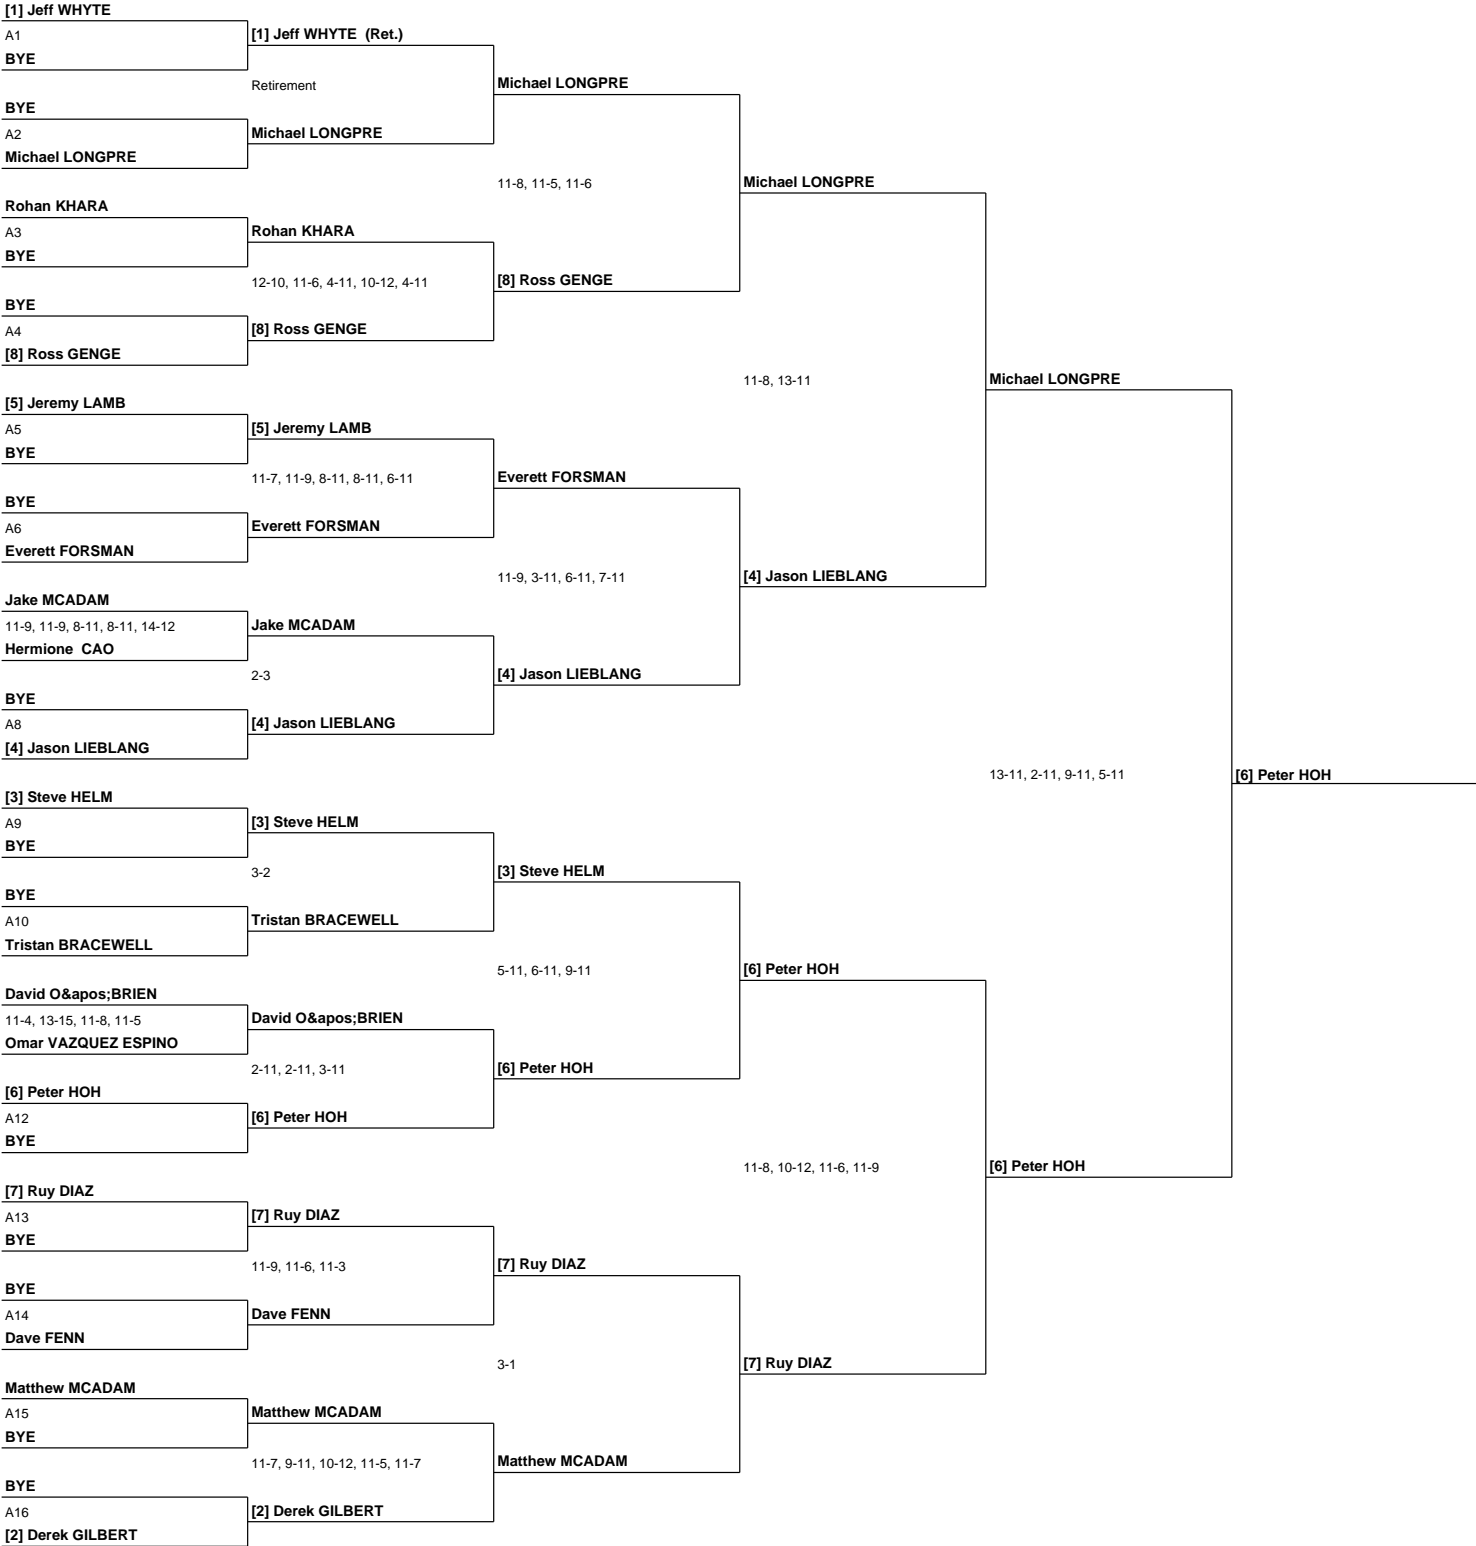 [1] Jeff WHYTE
A1
BYE
[1] Jeff WHYTE  (Ret.)
Retirement
BYE
A2
Michael LONGPRE
Michael LONGPRE
Michael LONGPRE
11-8, 11-5, 11-6
Rohan KHARA
A3
BYE
Rohan KHARA
12-10, 11-6, 4-11, 10-12, 4-11
BYE
A4
[8] Ross GENGE
[8] Ross GENGE
[8] Ross GENGE
Michael LONGPRE
11-8, 13-11
[5] Jeremy LAMB
A5
BYE
[5] Jeremy LAMB
11-7, 11-9, 8-11, 8-11, 6-11
BYE
A6
Everett FORSMAN
Everett FORSMAN
Everett FORSMAN
11-9, 3-11, 6-11, 7-11
Jake MCADAM
11-9, 11-9, 8-11, 8-11, 14-12
Hermione  CAO
Jake MCADAM
2-3
BYE
A8
[4] Jason LIEBLANG
[4] Jason LIEBLANG
[4] Jason LIEBLANG
[4] Jason LIEBLANG
Michael LONGPRE
13-11, 2-11, 9-11, 5-11
[6] Peter HOH
[3] Steve HELM
A9
BYE
[3] Steve HELM
3-2
BYE
A10
Tristan BRACEWELL
Tristan BRACEWELL
[3] Steve HELM
5-11, 6-11, 9-11
David O&apos;BRIEN
11-4, 13-15, 11-8, 11-5
Omar VAZQUEZ ESPINO
David O&apos;BRIEN
2-11, 2-11, 3-11
[6] Peter HOH
A12
BYE
[6] Peter HOH
[6] Peter HOH
[6] Peter HOH
11-8, 10-12, 11-6, 11-9
[6] Peter HOH
[7] Ruy DIAZ
A13
BYE
[7] Ruy DIAZ
11-9, 11-6, 11-3
BYE
A14
Dave FENN
Dave FENN
[7] Ruy DIAZ
3-1
[7] Ruy DIAZ
Matthew MCADAM
A15
BYE
Matthew MCADAM
11-7, 9-11, 10-12, 11-5, 11-7
BYE
A16
[2] Derek GILBERT
[2] Derek GILBERT
Matthew MCADAM